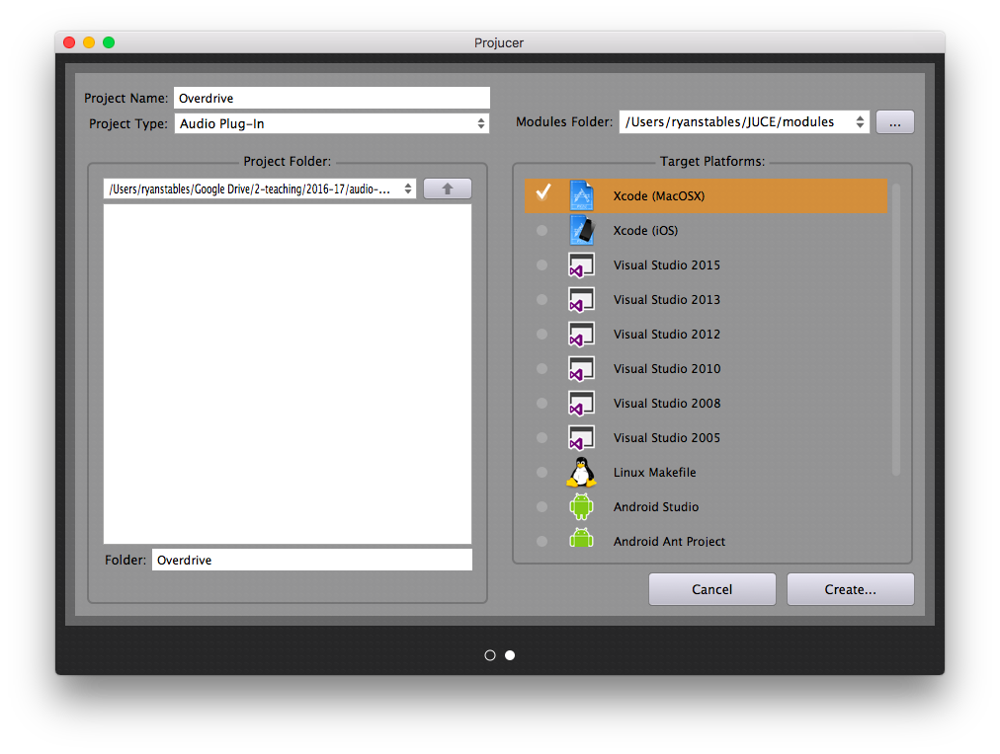 Projucer
Project Name: Overdrive
Project Type: Audio Plug-In
Modules Folder: /Users/ryanstables/JUCE/modules ...
Project Folder:
/Users/ryanstables/Google Drive/2-teaching/2016-17/audio-...
Folder: Overdrive
Target Platforms:
Xcode (MacOSX)
Xcode (iOS)
Visual Studio 2015
Visual Studio 2013
Visual Studio 2012
Visual Studio 2010
Visual Studio 2008
Visual Studio 2005
Linux Makefile
Android Studio
Android Ant Project
Cancel Create...